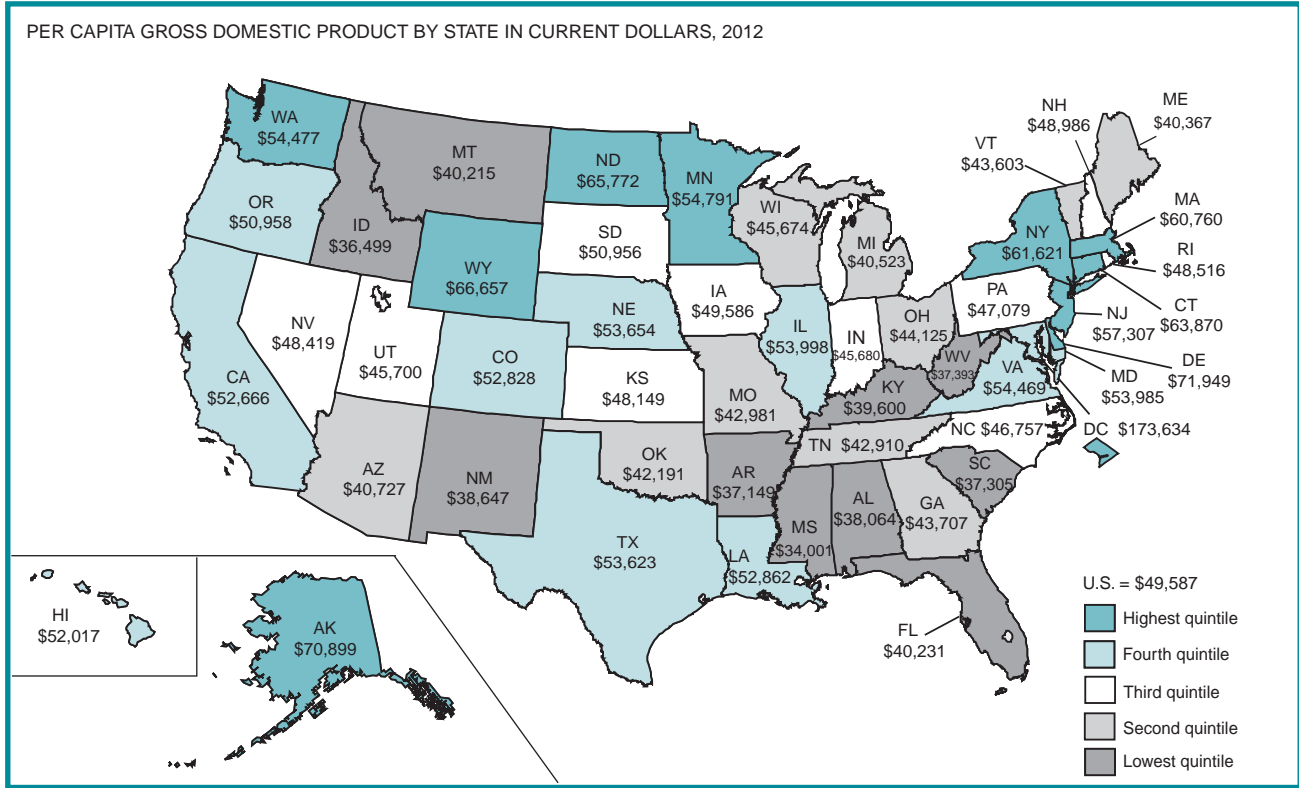 PER CAPITA GROSS DOMESTIC PRODUCT BY STATE IN CURRENT DOLLARS, 2012
WA
$54,477
MT
$40,215
ND
$65,772
MN
$54,791
OR
$50,958
ID
$36,499
WY
$66,657
SD
$50,956
WI
$45,674
MI
$40,523
NH
$48,986
ME
$40,367
VT
$43,603
NY
$61,621
MA
$60,760
RI
$48,516
CT
$63,870
NJ
$57,307
DE
$71,949
MD
$53,985
DC $173,634
PA
$47,079
NV
$48,419
UT
$45,700
CO
$52,828
NE
$53,654
IA
$49,586
IL
$53,998
IN
$45,680
OH
$44,125
WV
$37,393
VA
$54,469
CA
$52,666
KS
$48,149
MO
$42,981
KY
$39,600
NC $46,757
TN $42,910
AZ
$40,727
NM
$38,647
OK
$42,191
AR
$37,149
SC
$37,305
MS
$34,001
AL
$38,064
GA
$43,707
TX
$53,623
LA
$52,862
FL
$40,231
HI
$52,017
AK
$70,899
U.S. = $49,587
Highest quintile
Fourth quintile
Third quintile
Second quintile
Lowest quintile